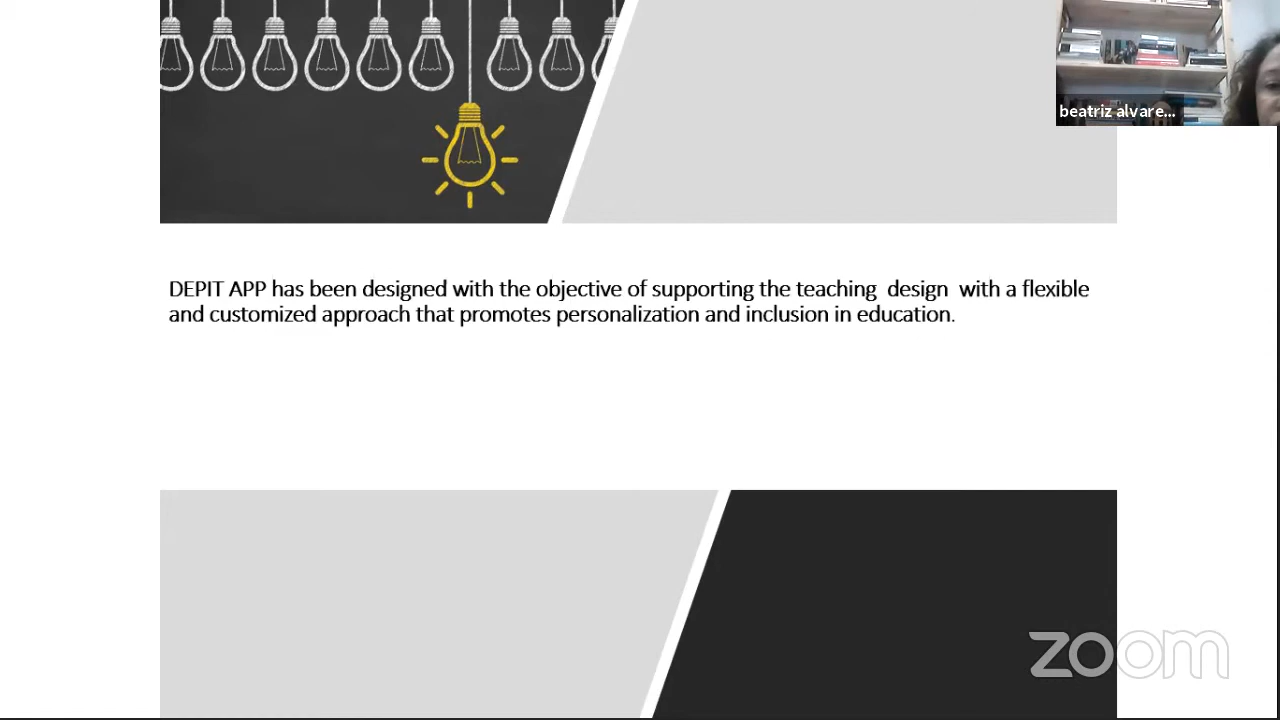 beatriz alvare...
DEPIT APP has been designed with the objective of supporting the teaching  design  with a flexible
and customized approach that promotes personalization and inclusion in education.
zoom